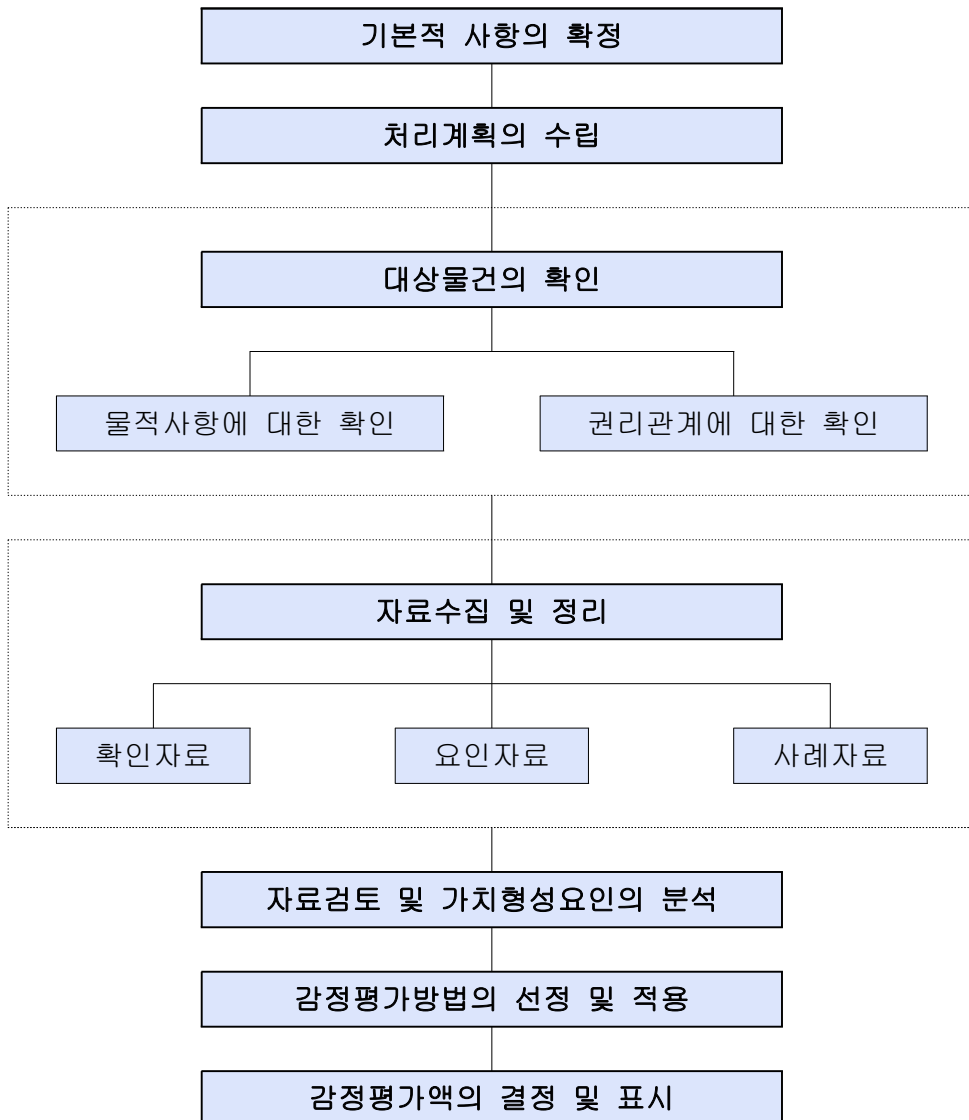 기본적 사항의 확정
처리계획의 수립
대상물건의 확인
물적사항에 대한 확인
권리관계에 대한 확인
자료수집 및 정리
확인자료
요인자료
사례자료
자료검토 및 가치형성요인의 분석
감정평가방법의 선정 및 적용
감정평가액의 결정 및 표시